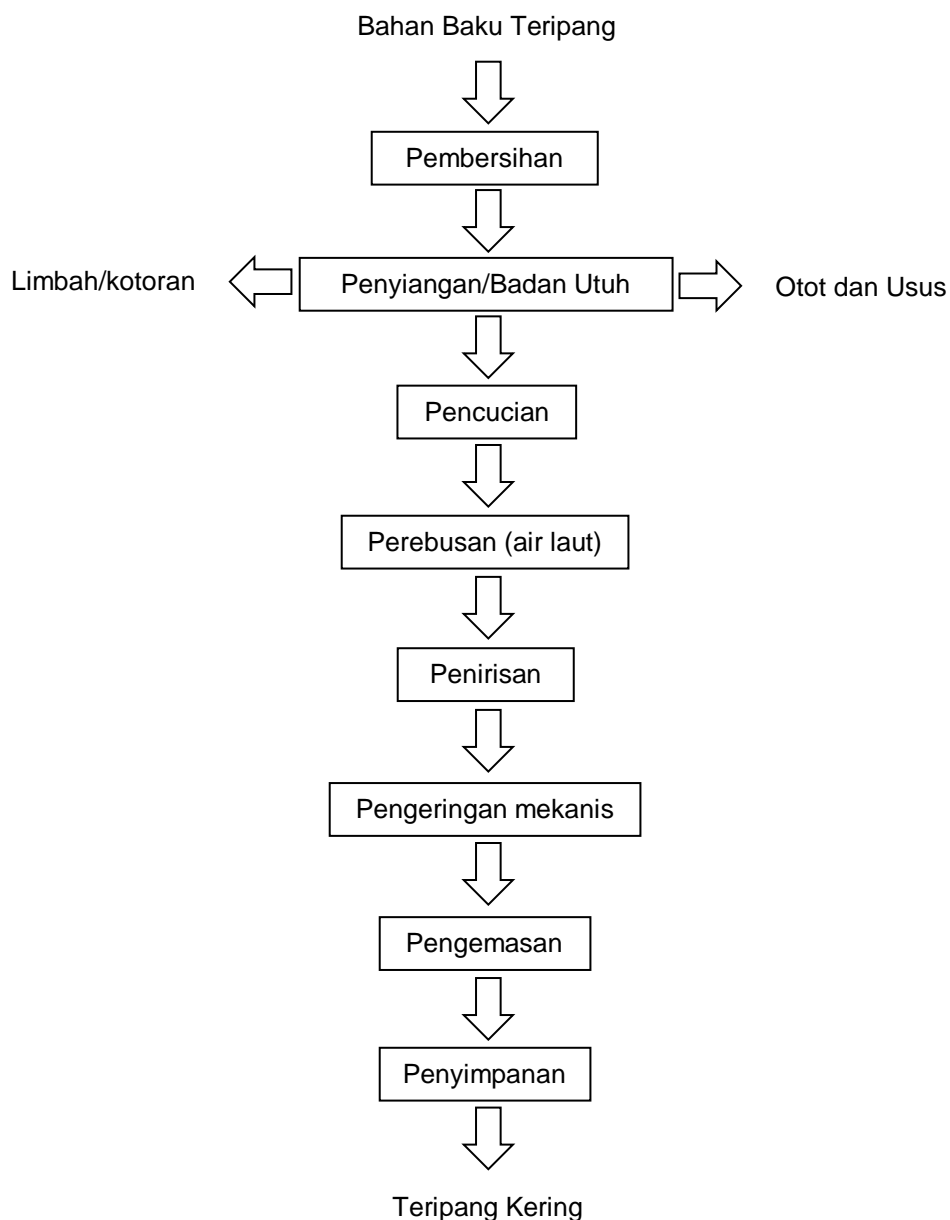 Bahan Baku Teripang
Pembersihan
Limbah/kotoran
Penyiangan/Badan Utuh
Otot dan Usus
Pencucian
Perebusan (air laut)
Penirisan
Pengeringan mekanis
Pengemasan
Penyimpanan
Teripang Kering